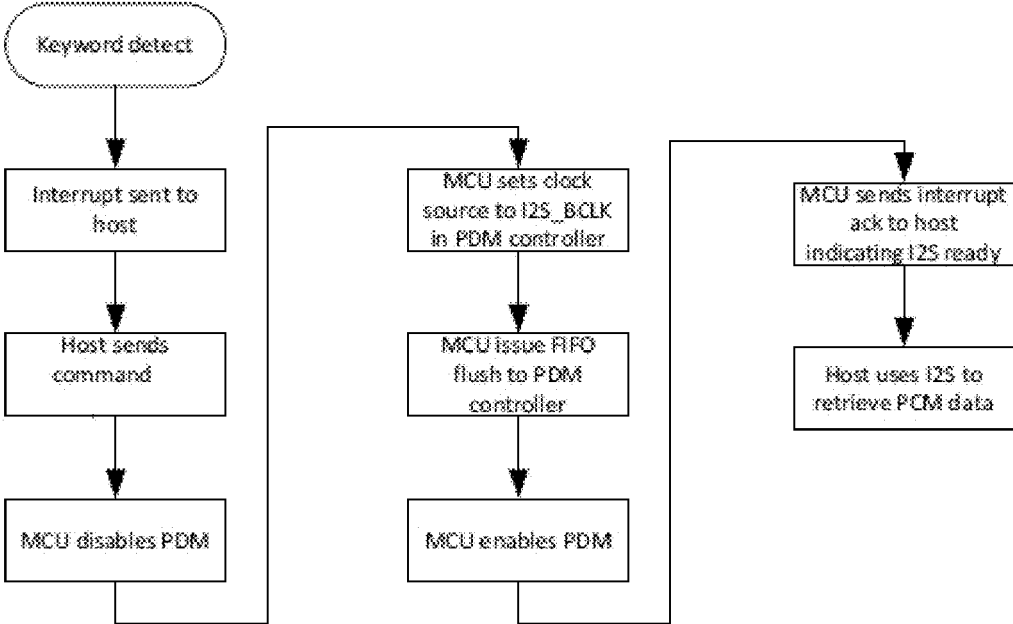 Keyword detect
Interrupt sent to
host
Host sends
command
MCU disables PDM
MCU sets clock
source to I2S_BCLK
in PDM controller
MCU issue FIFO
flush to PDM
controller
MCU enables PDM
MCU sends interrupt
ack to host
indicating I2S ready
Host uses I2S to
retrieve PCM data